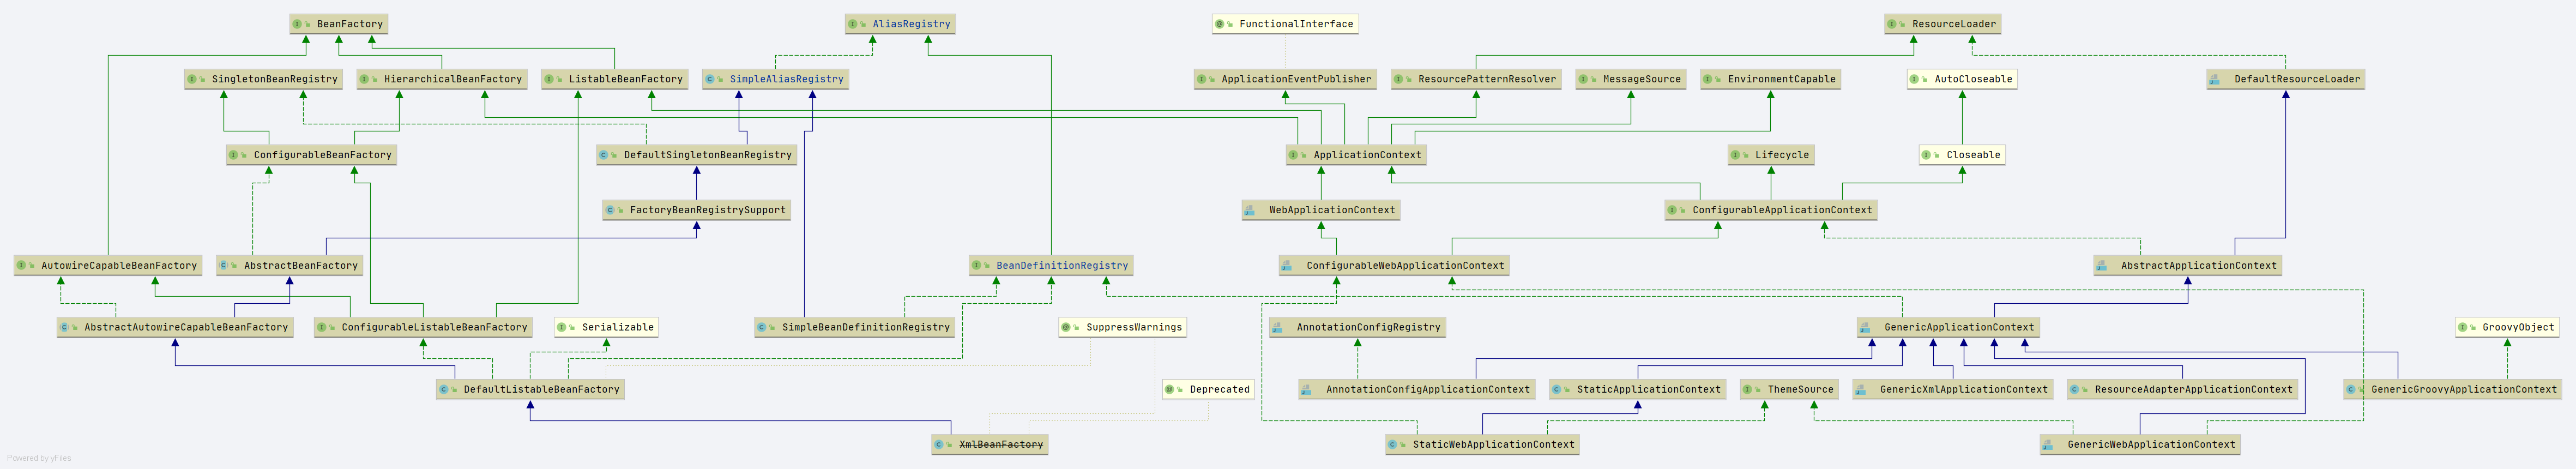 BeanFactory
AliasRegistry
FunctionalInterface
ResourceLoader
SingletonBeanRegistry
HierarchicalBeanFactory
ListableBeanFactory
SimpleAliasRegistry
ApplicationEventPublisher
ResourcePatternResolver
MessageSource
EnvironmentCapable
AutoCloseable
DefaultResourceLoader
ConfigurableBeanFactory
DefaultSingletonBeanRegistry
ApplicationContext
Lifecycle
Closeable
FactoryBeanRegistrySupport
WebApplicationContext
ConfigurableApplicationContext
AutowireCapableBeanFactory
AbstractBeanFactory
BeanDefinitionRegistry
ConfigurableWebApplicationContext
AbstractApplicationContext
AbstractAutowireCapableBeanFactory
ConfigurableListableBeanFactory
Serializable
SimpleBeanDefinitionRegistry
SuppressWarnings
AnnotationConfigRegistry
GenericApplicationContext
GroovyObject
DefaultListableBeanFactory
Deprecated
AnnotationConfigApplicationContext
StaticApplicationContext
ThemeSource
GenericXmlApplicationContext
ResourceAdapterApplicationContext
GenericGroovyApplicationContext
XmlBeanFactory
StaticWebApplicationContext
GenericWebApplicationContext
Powered by yFiles